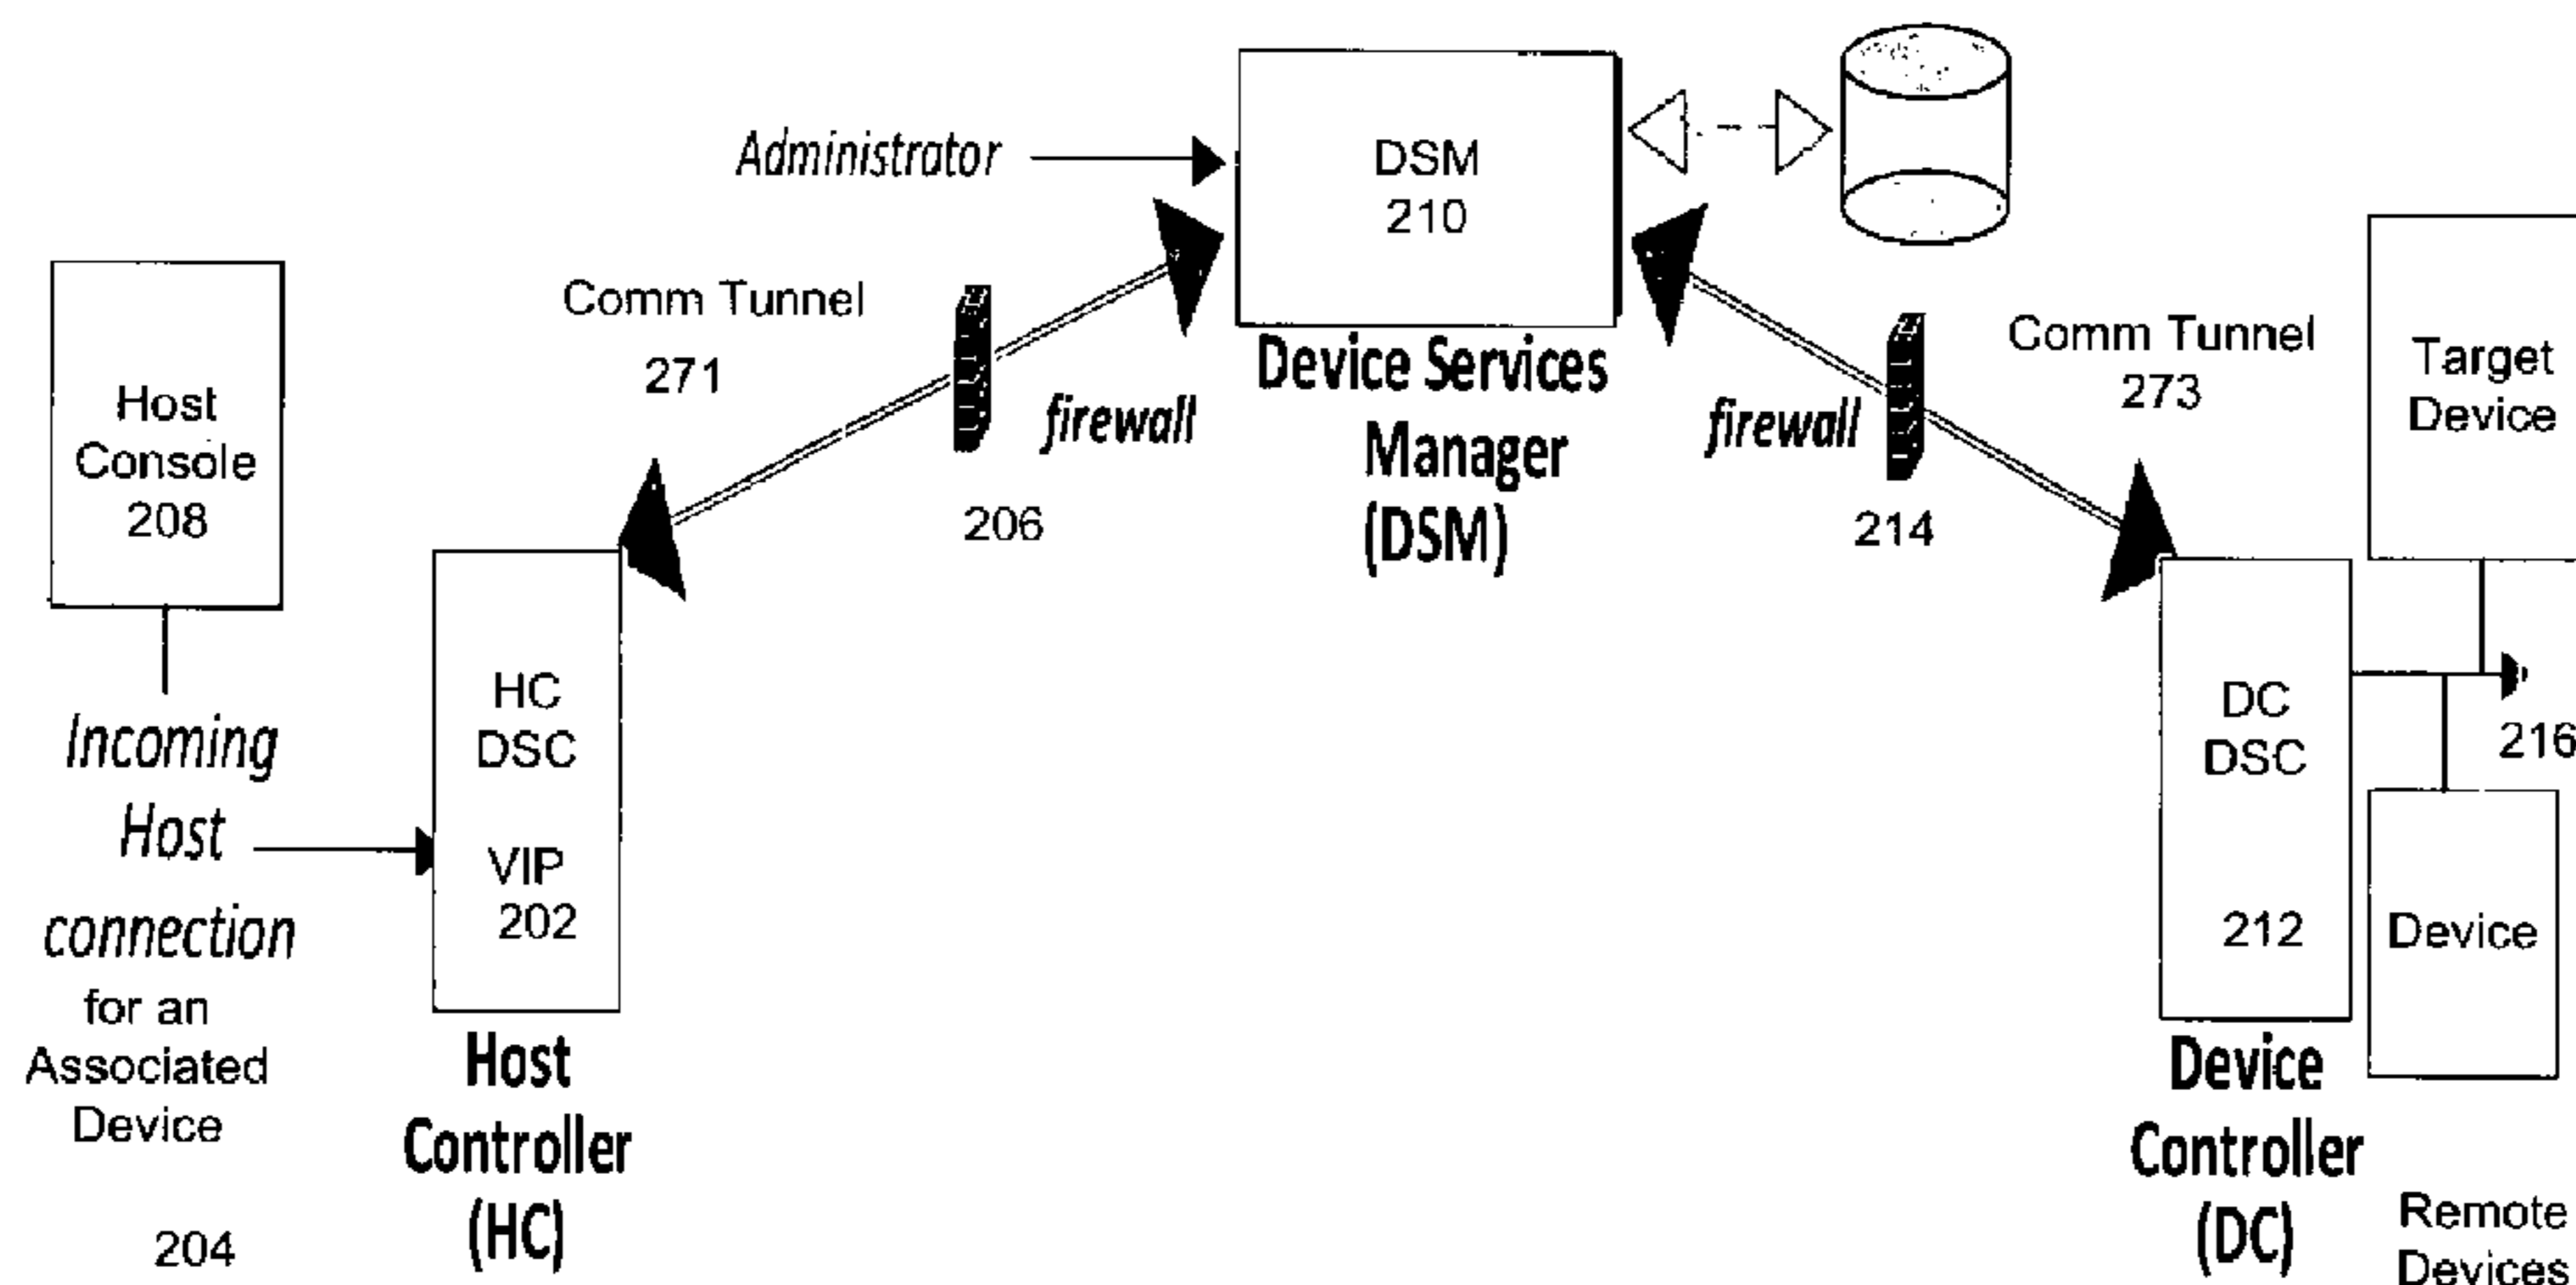 Administrator
DSM
210
Device Services
Manager
(DSM)
Comm Tunnel
271
firewall
206
firewall
214
Comm Tunnel
273
Host
Console
208
Incoming
Host
connection
for an
Associated
Device
204
HC
DSC
VIP
202
Host
Controller
(HC)
DC
DSC
212
Device
Controller
(DC)
Target
Device
216
Device
Remote
Devices